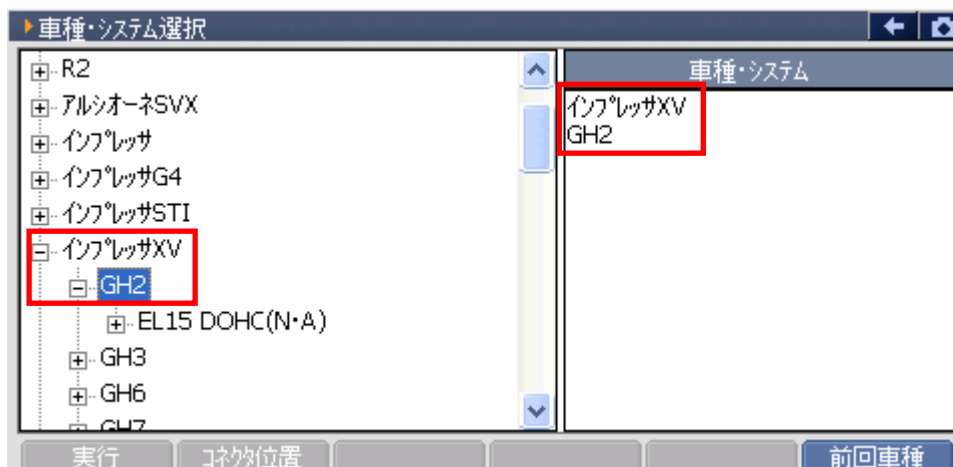 車種・システム選択
R2
アルシオーネSVX
インプレッサ
インプレッサG4
インプレッサSTI
インプレッサXV
GH2
EL15 DOHC(N・A)
GH3
GH6
GH7
車種・システム
インプレッサXV
GH2
実行
コネクタ位置
前回車種